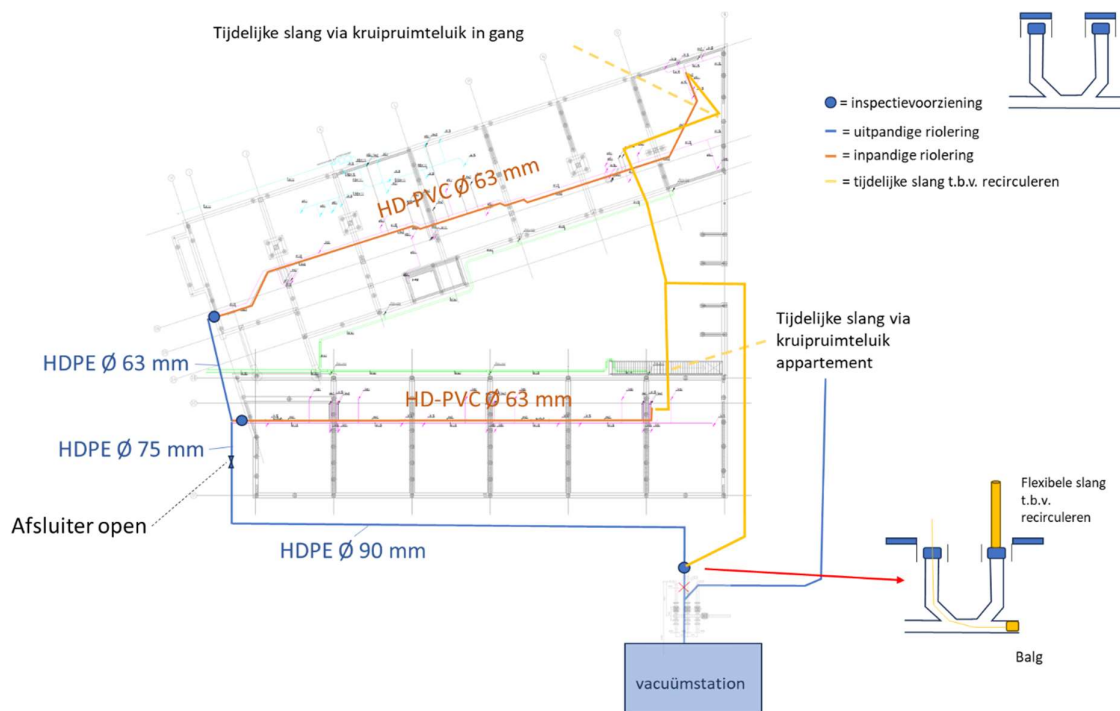 Tijdelijke slang via kruipruimteluik in gang
= inspectievoorziening
= uitpandige riolering
= inpandige riolering
= tijdelijke slang t.b.v. recirculeren
HD-PVC Ø 63 mm
Tijdelijke slang via
kruipruimteluik
appartement
HDPE Ø 63 mm
HD-PVC Ø 63 mm
HDPE Ø 75 mm
Afsluiter open
HDPE Ø 90 mm
Flexibele slang
t.b.v.
recirculeren
Balg
vacuümstation